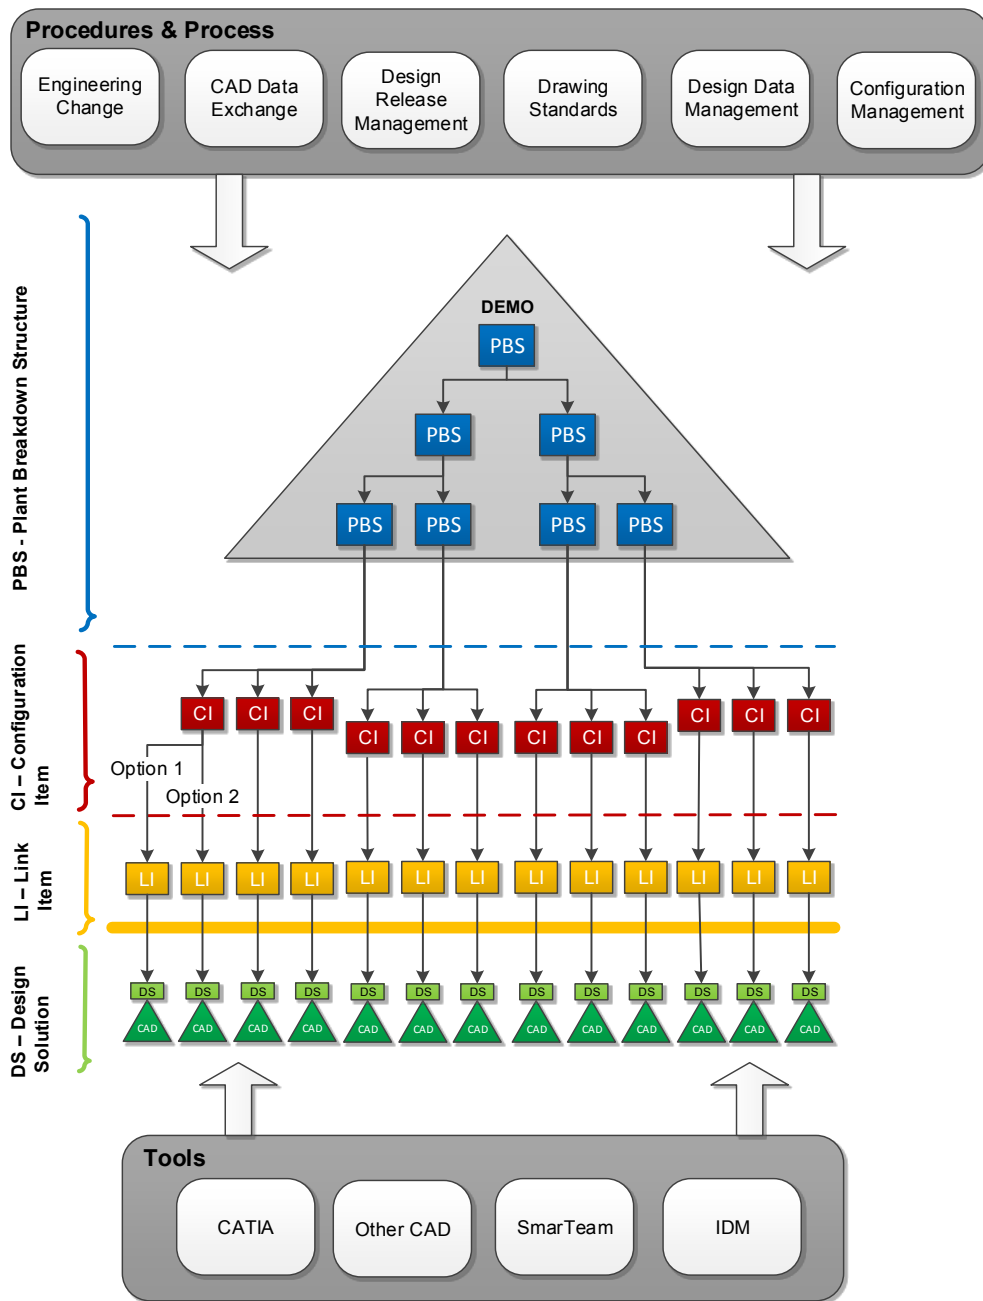 Procedures & Process
Engineering
Change
CAD Data
Exchange
Design
Release
Management
Drawing
Standards
Design Data
Management
Configuration
Management
PBS - Plant Breakdown Structure
DEMO
PBS
PBS PBS
PBS PBS PBS PBS
CI – Configuration
Item
CI CI CI CI CI CI CI CI CI CI CI CI
Option 1
Option 2
LI – Link
Item
LI LI LI LI LI LI LI LI LI LI LI LI LI
DS – Design
Solution
DS DS DS DS DS DS DS DS DS DS DS DS DS
CAD CAD CAD CAD CAD CAD CAD CAD CAD CAD CAD CAD CAD
Tools
CATIA
Other CAD
SmarTeam
IDM